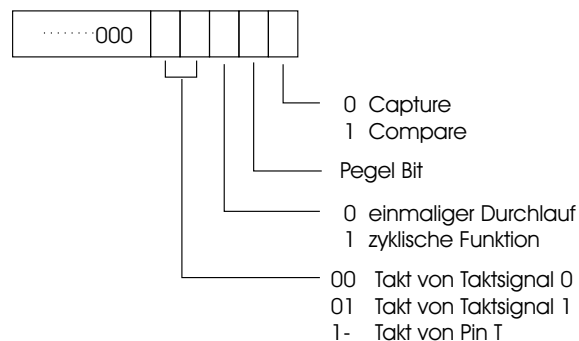 ········000
0 Capture
1 Compare
Pegel Bit
0 einmaliger Durchlauf
1 zyklische Funktion
00 Takt von Taktsignal 0
01 Takt von Taktsignal 1
1- Takt von Pin T